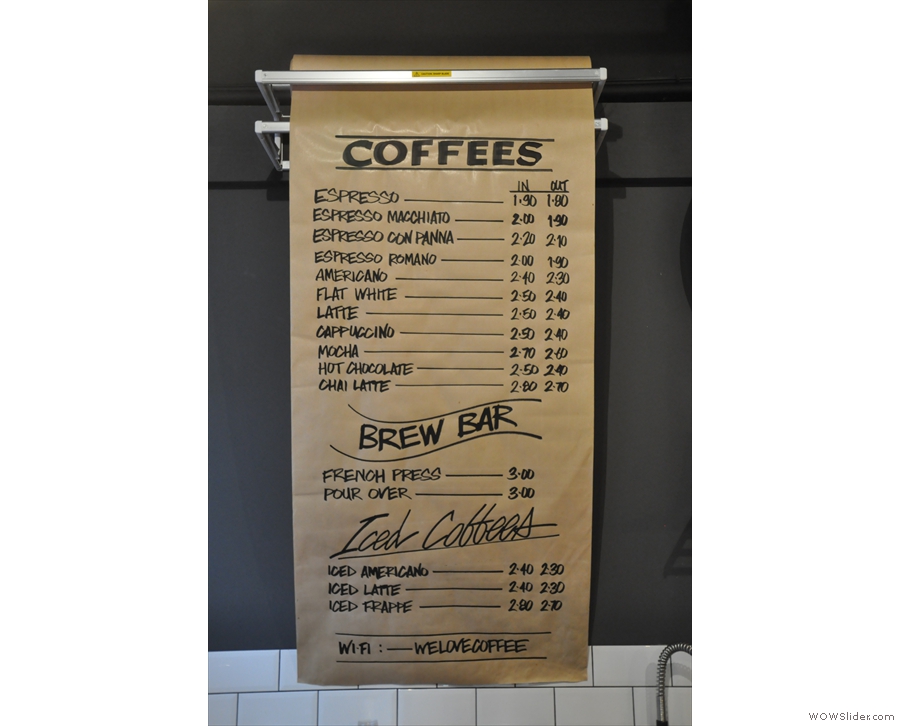 COFFEES
IN OUT
ESPRESSO 1.90 1.80
ESPRESSO MACCHIATO 2.00 1.90
ESPRESSO CON PANNA 2.20 2.10
ESPRESSO ROMANO 2.00 1.90
AMERICANO 2.40 2.30
FLAT WHITE 2.50 2.40
LATTE 2.50 2.40
CAPPUCCINO 2.50 2.40
MOCHA 2.70 2.60
HOT CHOCOLATE 2.50 2.40
CHAI LATTE 2.80 2.70
BREW BAR
FRENCH PRESS 3.00
POUR OVER 3.00
Iced Coffees
ICED AMERICANO 2.40 2.30
ICED LATTE 2.40 2.30
ICED FRAPPE 2.80 2.70
WI.FI : — WELOVECOFFEE
WOWSlider.com